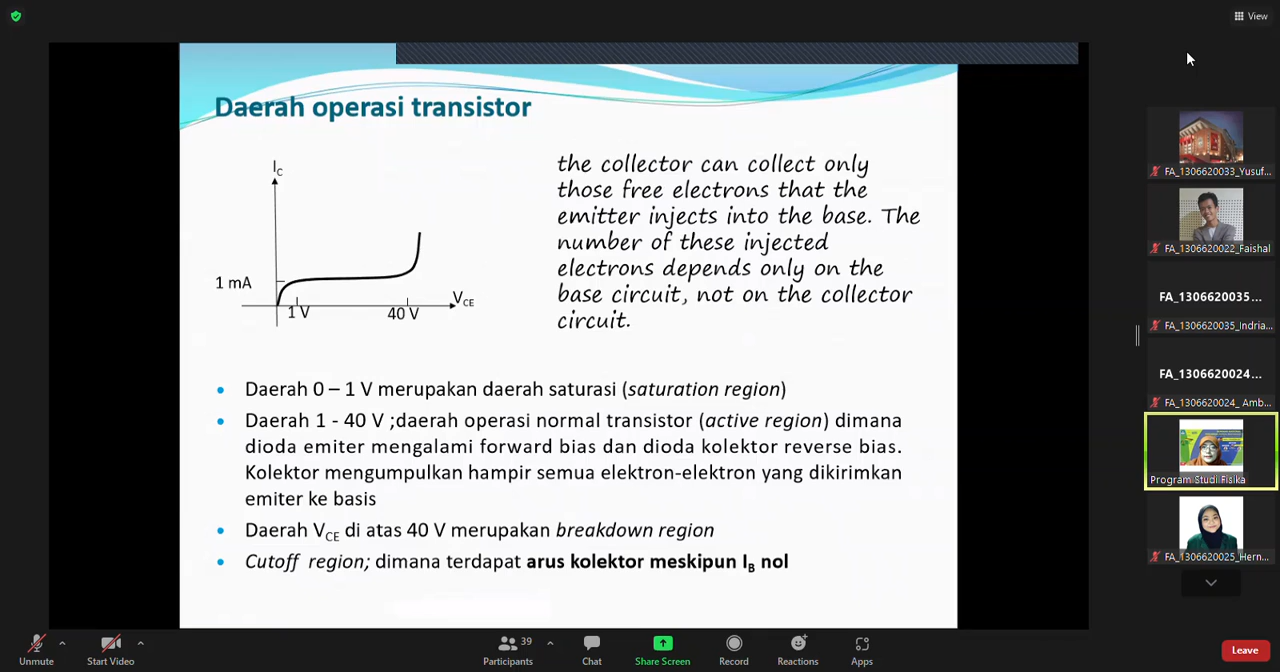 View
Daerah operasi transistor
IC
1 mA
1 V
40 V
VCE
the collector can collect only
those free electrons that the
emitter injects into the base. The
number of these injected
electrons depends only on the
base circuit, not on the collector
circuit.
Daerah 0 – 1 V merupakan daerah saturasi (saturation region)
Daerah 1 - 40 V ;daerah operasi normal transistor (active region) dimana
dioda emiter mengalami forward bias dan dioda kolektor reverse bias.
Kolektor mengumpulkan hampir semua elektron-elektron yang dikirimkan
emiter ke basis
Daerah VCE di atas 40 V merupakan breakdown region
Cutoff region; dimana terdapat arus kolektor meskipun IB nol
FA_1306620033_Yusuf...
FA_1306620022_Faishal
FA_1306620035...
FA_1306620035_Indria...
FA_1306620024...
FA_1306620024_ Amb...
Program Studi Fisika
FA_1306620025_Hern...
Unmute
Start Video
Participants
39
Chat
Share Screen
Record
Reactions
Apps
Leave